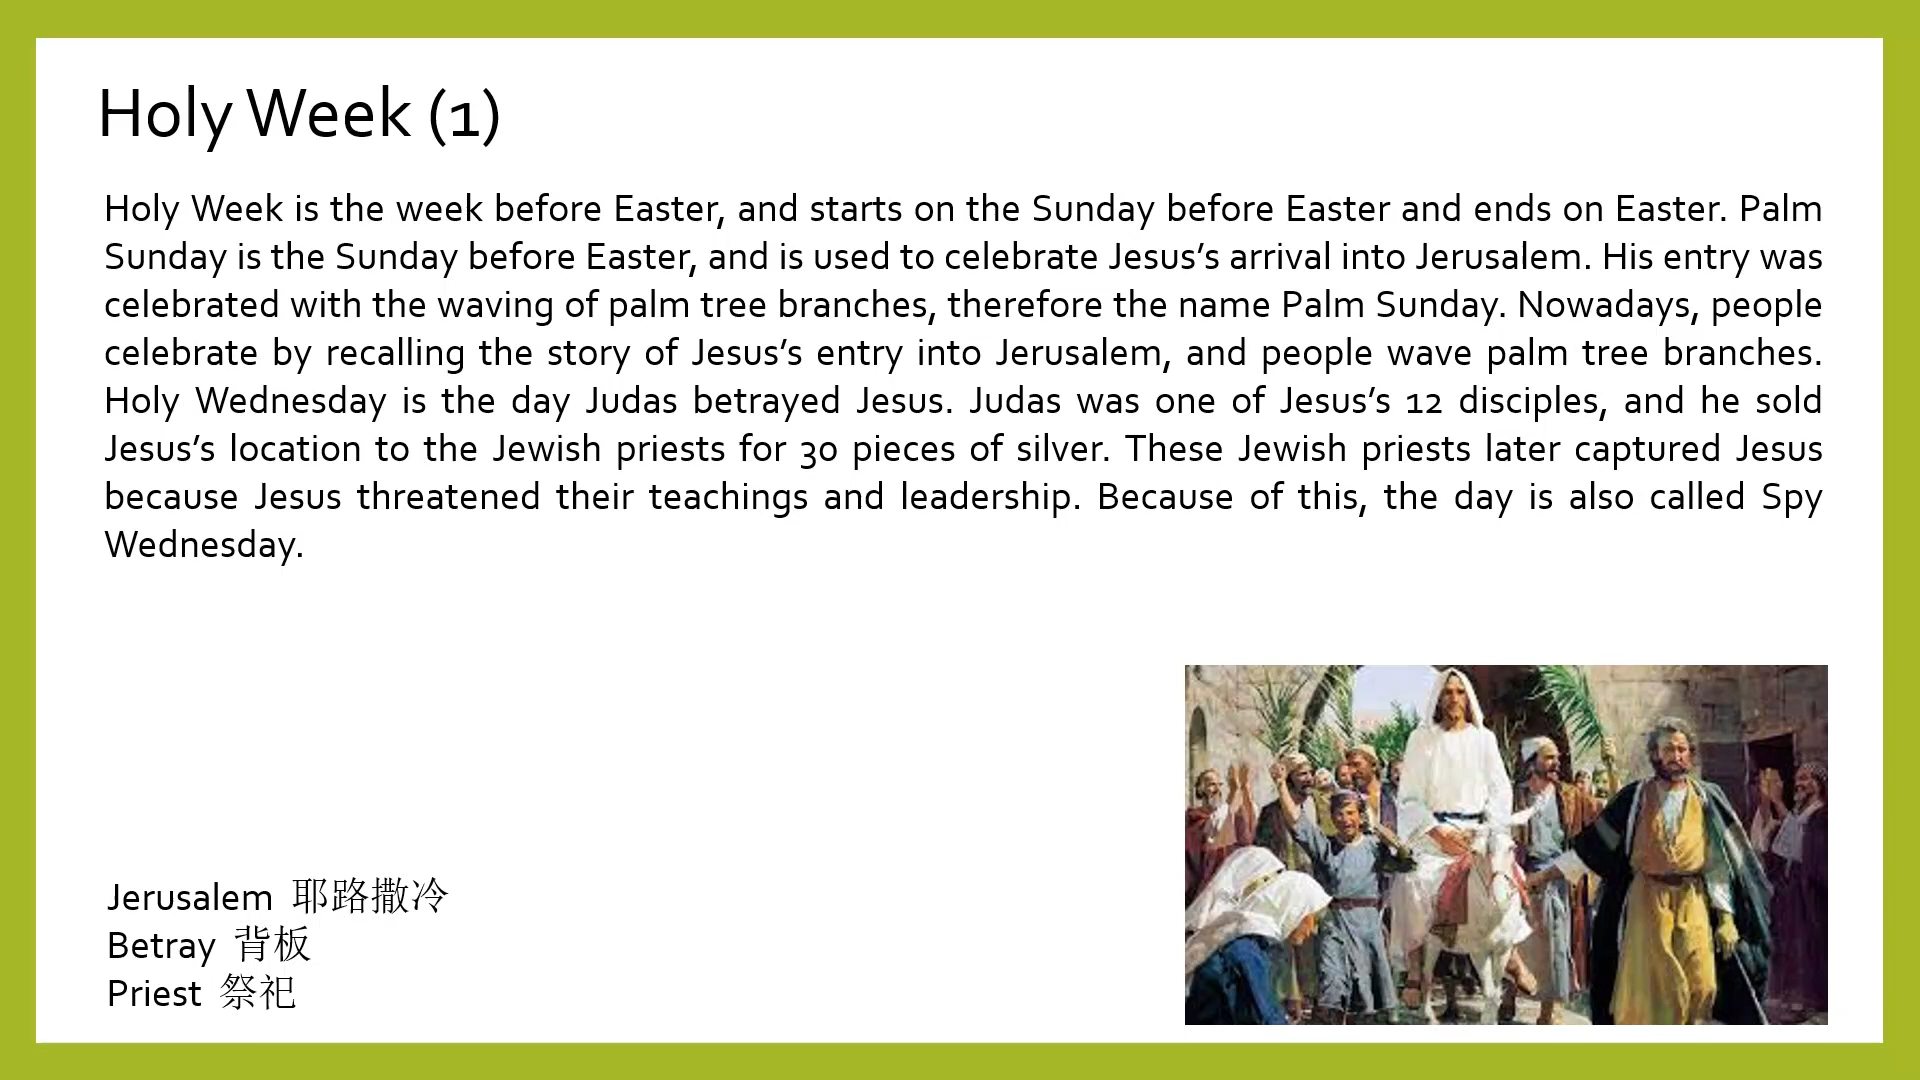 Holy Week (1)
Holy Week is the week before Easter, and starts on the Sunday before Easter and ends on Easter. Palm
Sunday is the Sunday before Easter, and is used to celebrate Jesus’s arrival into Jerusalem. His entry was
celebrated with the waving of palm tree branches, therefore the name Palm Sunday. Nowadays, people
celebrate by recalling the story of Jesus’s entry into Jerusalem, and people wave palm tree branches.
Holy Wednesday is the day Judas betrayed Jesus. Judas was one of Jesus’s 12 disciples, and he sold
Jesus’s location to the Jewish priests for 30 pieces of silver. These Jewish priests later captured Jesus
because Jesus threatened their teachings and leadership. Because of this, the day is also called Spy
Wednesday.
Jerusalem 耶路撒冷
Betray 背板
Priest 祭祀